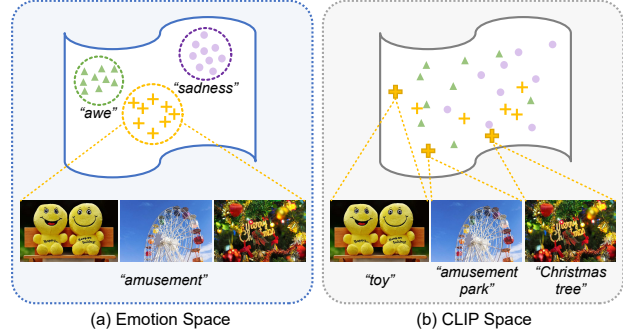 "sadness"
"awe"
"amusement"
"toy"
"amusement
park"
"Christmas
tree"
(a) Emotion Space
(b) CLIP Space